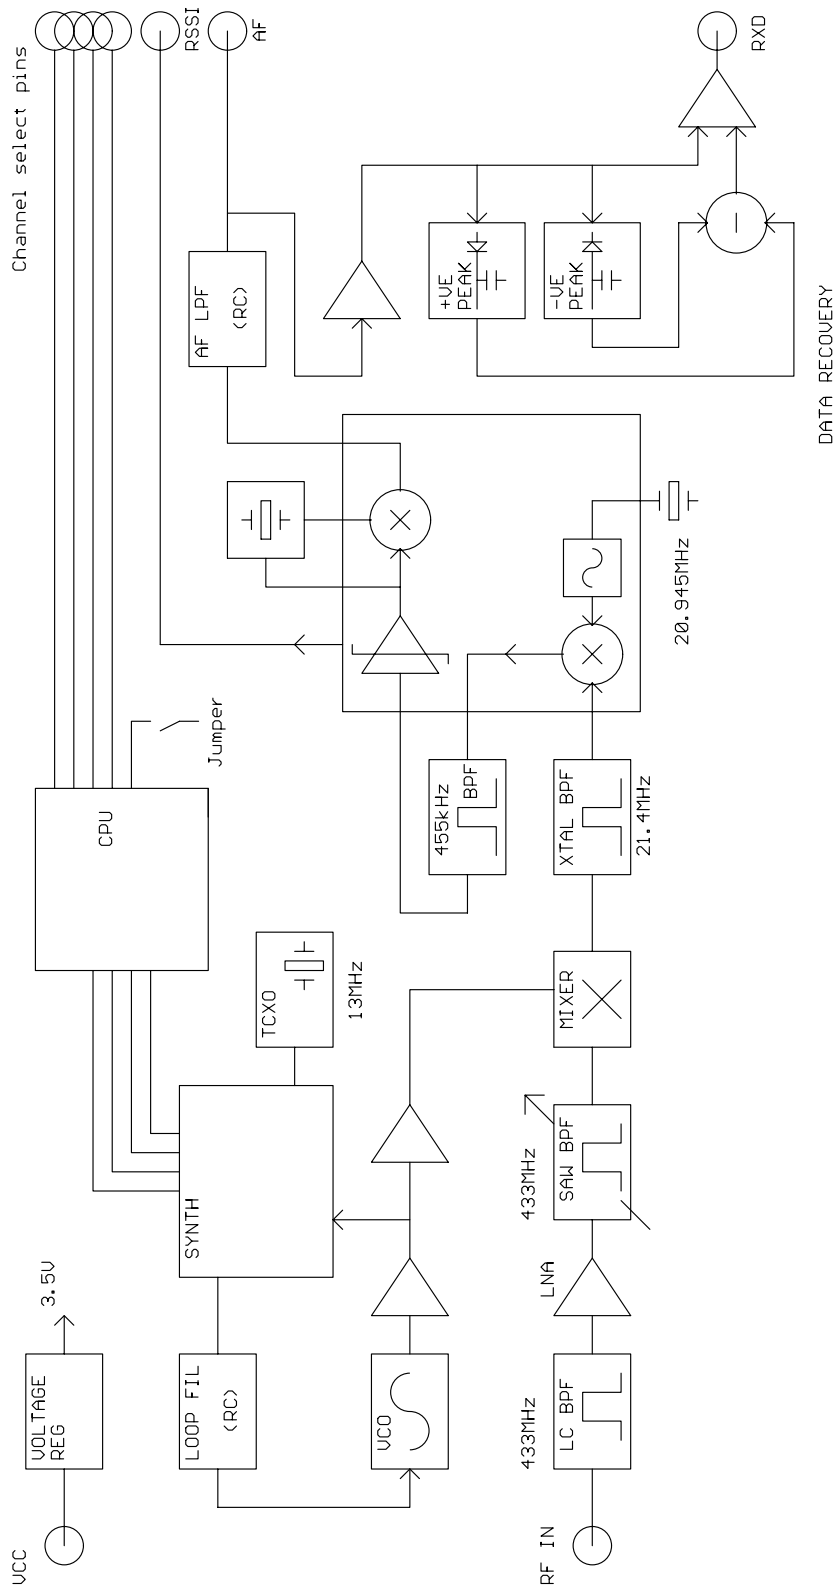 VCC
VOLTAGE
REG
3.5V
CPU
Jumper
Channel select pins
RSSI
AF
LOOP FIL
(RC)
SYNTH
TCXO
13MHz
AF LPF
(RC)
VCO
455kHz
BPF
+VE
PEAK
-VE
PEAK
RXD
RF IN
433MHz
LC BPF
LNA
433MHz
SAW BPF
MIXER
XTAL BPF
21.4MHz
20.945MHz
DATA RECOVERY